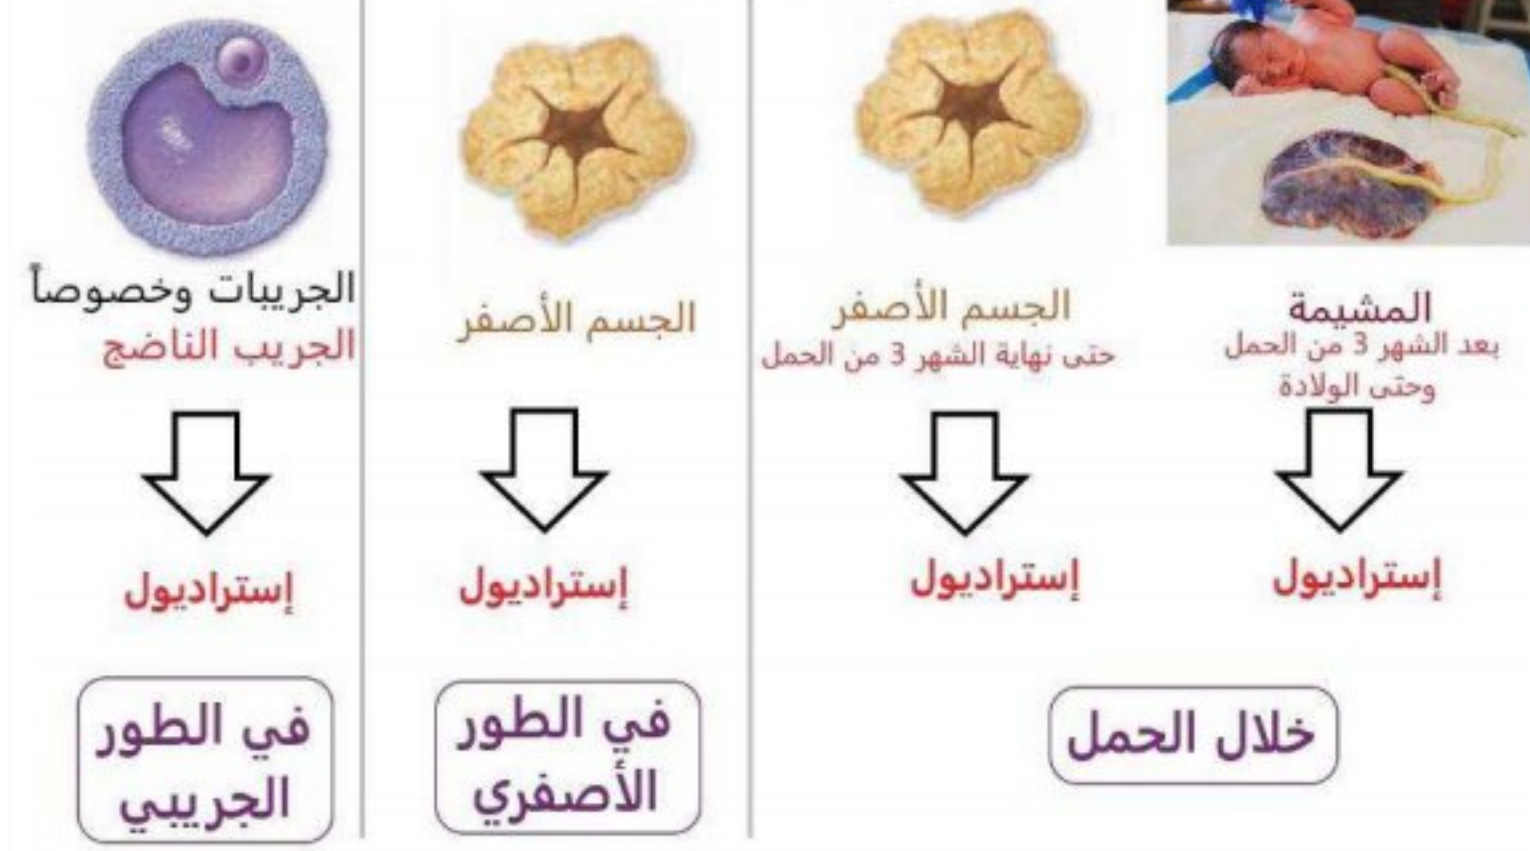 الجريبات وخصوصاً
الجريب الناضج
إستراديول
في الطور
الجريبي
الجسم الأصفر
إستراديول
في الطور
الأصفري
الجسم الأصفر
حتى نهاية الشهر 3 من الحمل
إستراديول
المشيمة
بعد الشهر 3 من الحمل
وحتى الولادة
إستراديول
خلال الحمل